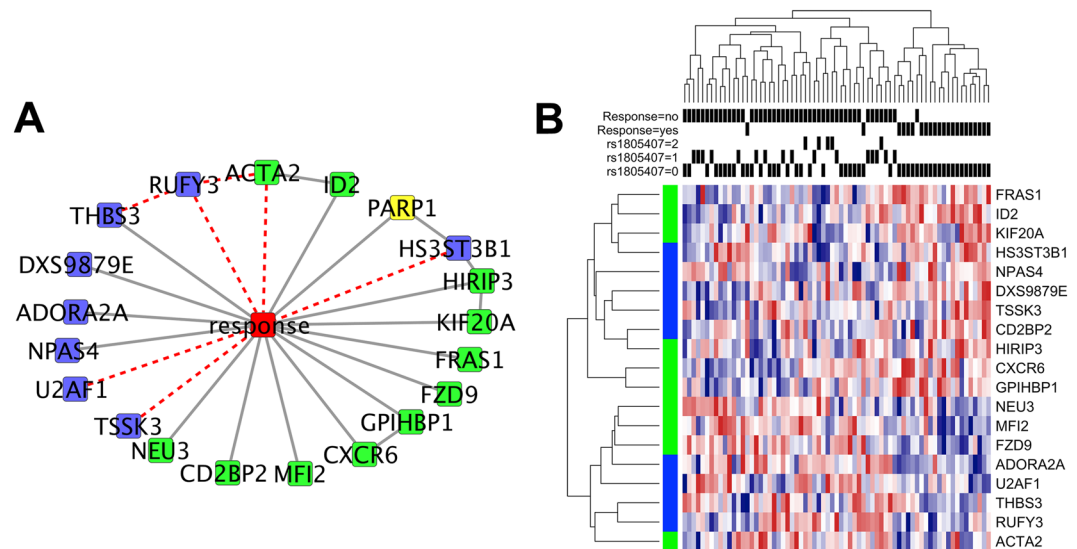 A
ACTA2
ID2
RUFY3
PARP1
THBS3
HS3ST3B1
DXS9879E
HIRIP3
ADORA2A
response
KIF20A
NPAS4
FRAS1
U2AF1
FZD9
TSSK3
GPIHBP1
NEU3
CXCR6
CD2BP2
MFI2
B
Response=no
Response=yes
rs1805407=2
rs1805407=1
rs1805407=0
FRAS1
ID2
KIF20A
HS3ST3B1
NPAS4
DXS9879E
TSSK3
CD2BP2
HIRIP3
CXCR6
GPIHBP1
NEU3
MFI2
FZD9
ADORA2A
U2AF1
THBS3
RUFY3
ACTA2